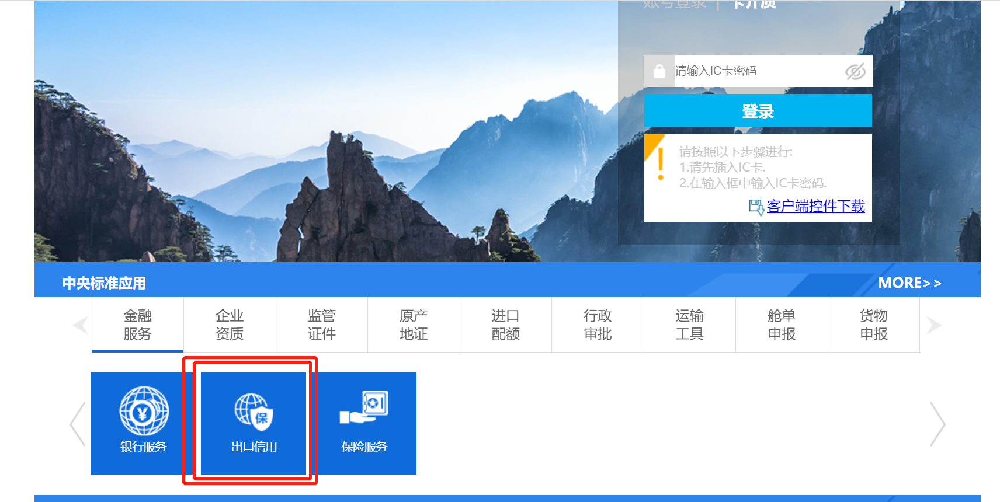 账号登录 | 卡介质
请输入IC卡密码
登录
请按照以下步骤进行:
1.请先插入IC卡.
2.在输入框中输入IC卡密码.
客户端控件下载
中央标准应用
MORE>>
金融
服务
企业
资质
监管
证件
原产
地证
进口
配额
行政
审批
运输
工具
舱单
申报
货物
申报
银行服务
保
出口信用
保险服务